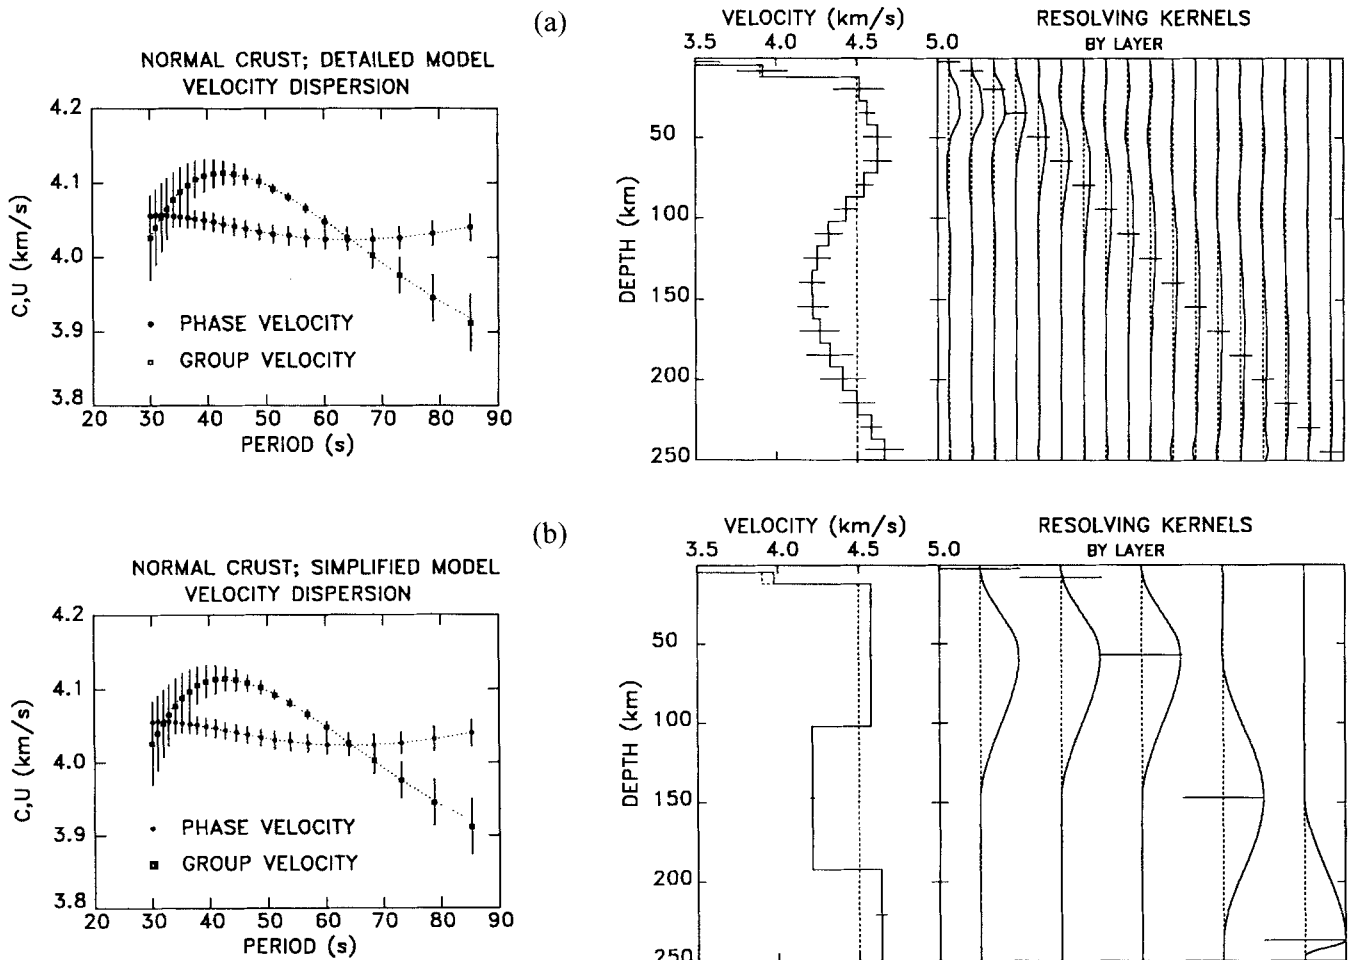 (a)
NORMAL CRUST; DETAILED MODEL
VELOCITY DISPERSION
4.2
4.1
4.0
3.9
3.8
C,U (km/s)
PHASE VELOCITY
GROUP VELOCITY
20 30 40 50 60 70 80 90
PERIOD (s)
VELOCITY (km/s)
3.5 4.0 4.5 5.0
RESOLVING KERNELS
BY LAYER
DEPTH (km)
50
100
150
200
250
(b)
NORMAL CRUST; SIMPLIFIED MODEL
VELOCITY DISPERSION
4.2
4.1
4.0
3.9
3.8
C,U (km/s)
PHASE VELOCITY
GROUP VELOCITY
20 30 40 50 60 70 80 90
PERIOD (s)
VELOCITY (km/s)
3.5 4.0 4.5 5.0
RESOLVING KERNELS
BY LAYER
DEPTH (km)
50
100
150
200
250